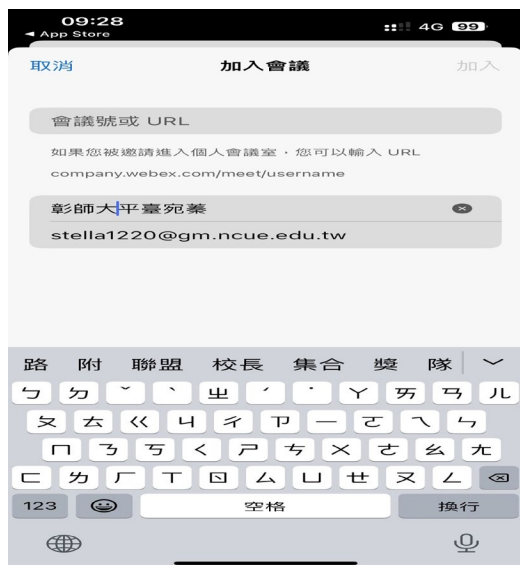 09:28
◀ App Store
4G 99
取消 加入會議 加入
會議號或 URL
如果您被邀請進入個人會議室，您可以輸入 URL
company.webex.com/meet/username
彰師大平臺宛蓁
stella1220@gm.ncue.edu.tw
路 附 聯盟 校長 集合 獎 隊
ㄅ ㄉ ˇ ˋ ㄓ ˊ ˙ ㄚ ㄞ ㄢ ㄦ
ㄆ ㄊ ㄍ ㄐ ㄔ ㄗ ㄧ ㄛ ㄟ ㄣ
ㄇ ㄋ ㄎ ㄑ ㄕ ㄘ ㄨ ㄜ ㄠ ㄤ
ㄈ ㄌ ㄏ ㄒ ㄖ ㄙ ㄩ ㄝ ㄡ ㄥ
123 空格 換行